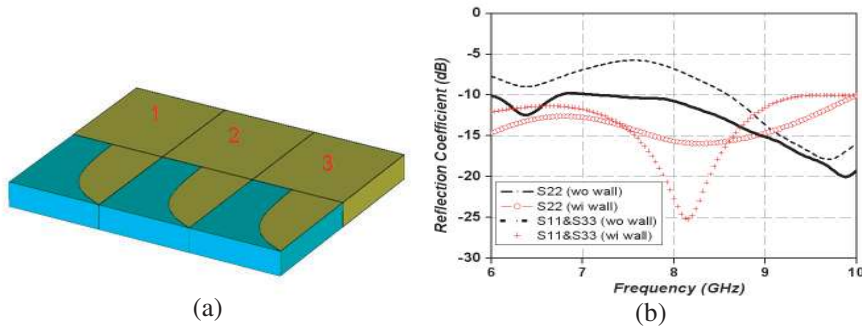 1
2
3
(a)
0
-5
-10
-15
-20
-25
-30
Reflection Coefficient (dB)
S22 (wo wall)
S22 (wi wall)
S11&S33 (wo wall)
S11&S33 (wi wall)
6 7 8 9 10
Frequency (GHz)
(b)